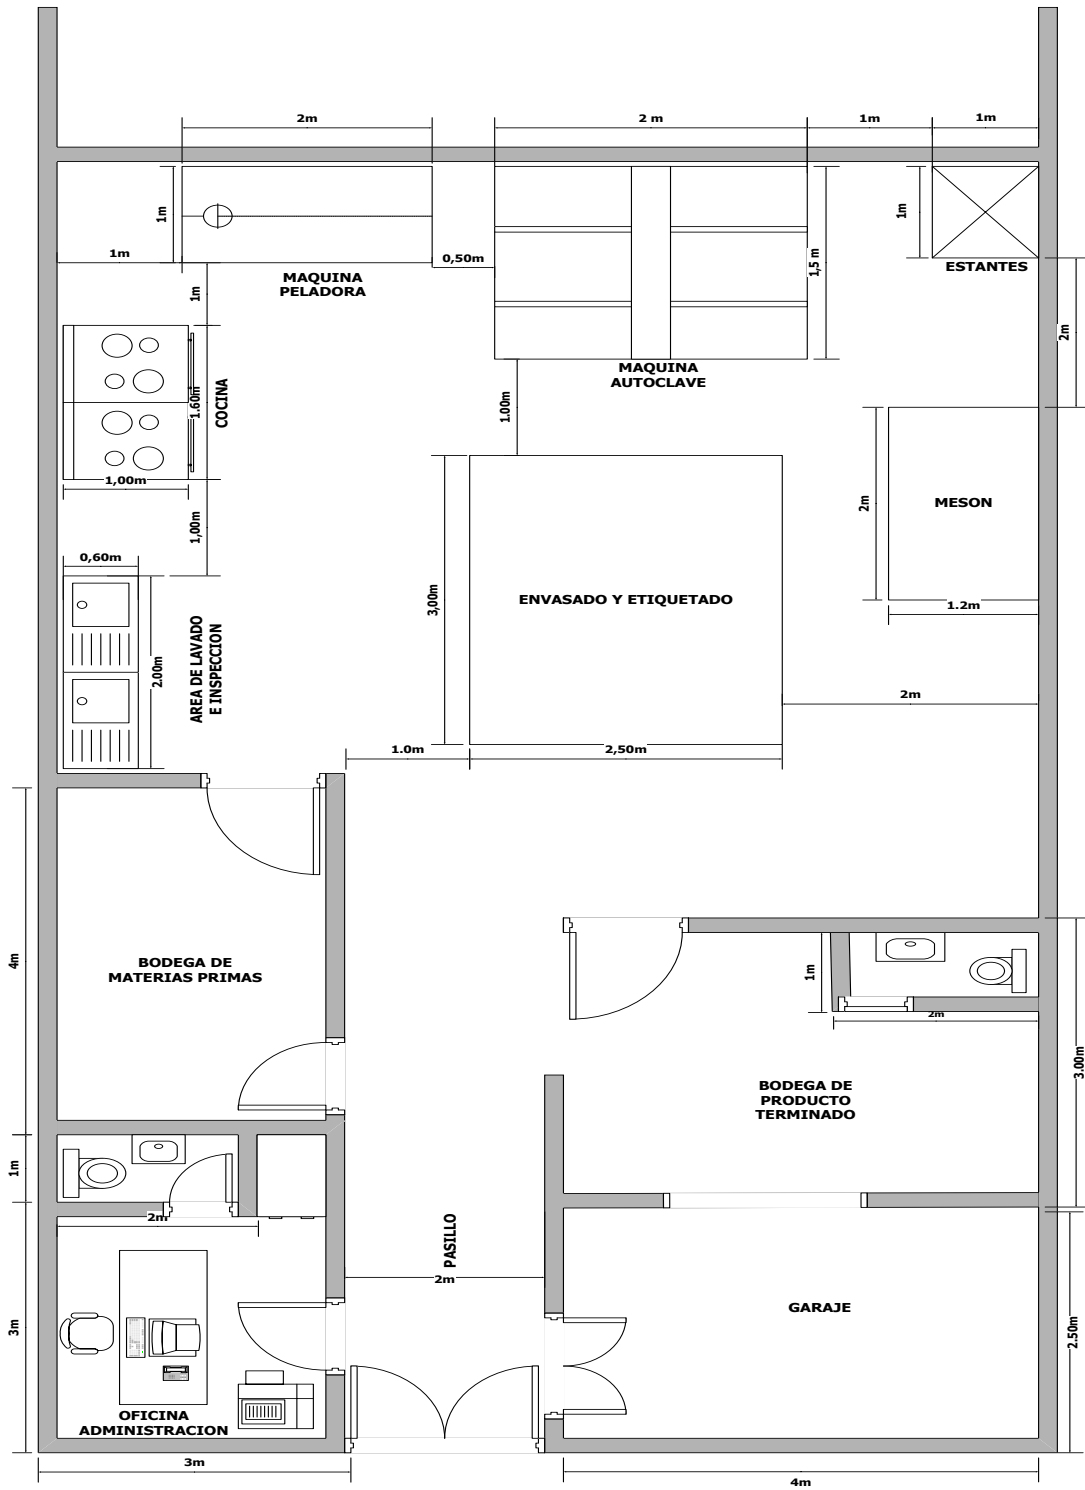 2m
2 m
1m
1m
1m
1m
1m
0,50m
1,5 m
MAQUINA
PELADORA
ESTANTES
1m
2m
MAQUINA
AUTOCLAVE
1.60m
COCINA
1.00m
1,00m
1,00m
2m
MESON
0,60m
3,00m
ENVASADO Y ETIQUETADO
1.2m
AREA DE LAVADO
E INSPECCION
2.00m
2m
1.0m
2,50m
4m
BODEGA DE
MATERIAS PRIMAS
1m
2m
3.00m
BODEGA DE
PRODUCTO
TERMINADO
1m
2m
PASILLO
2m
GARAJE
3m
2.50m
OFICINA
ADMINISTRACION
3m
4m